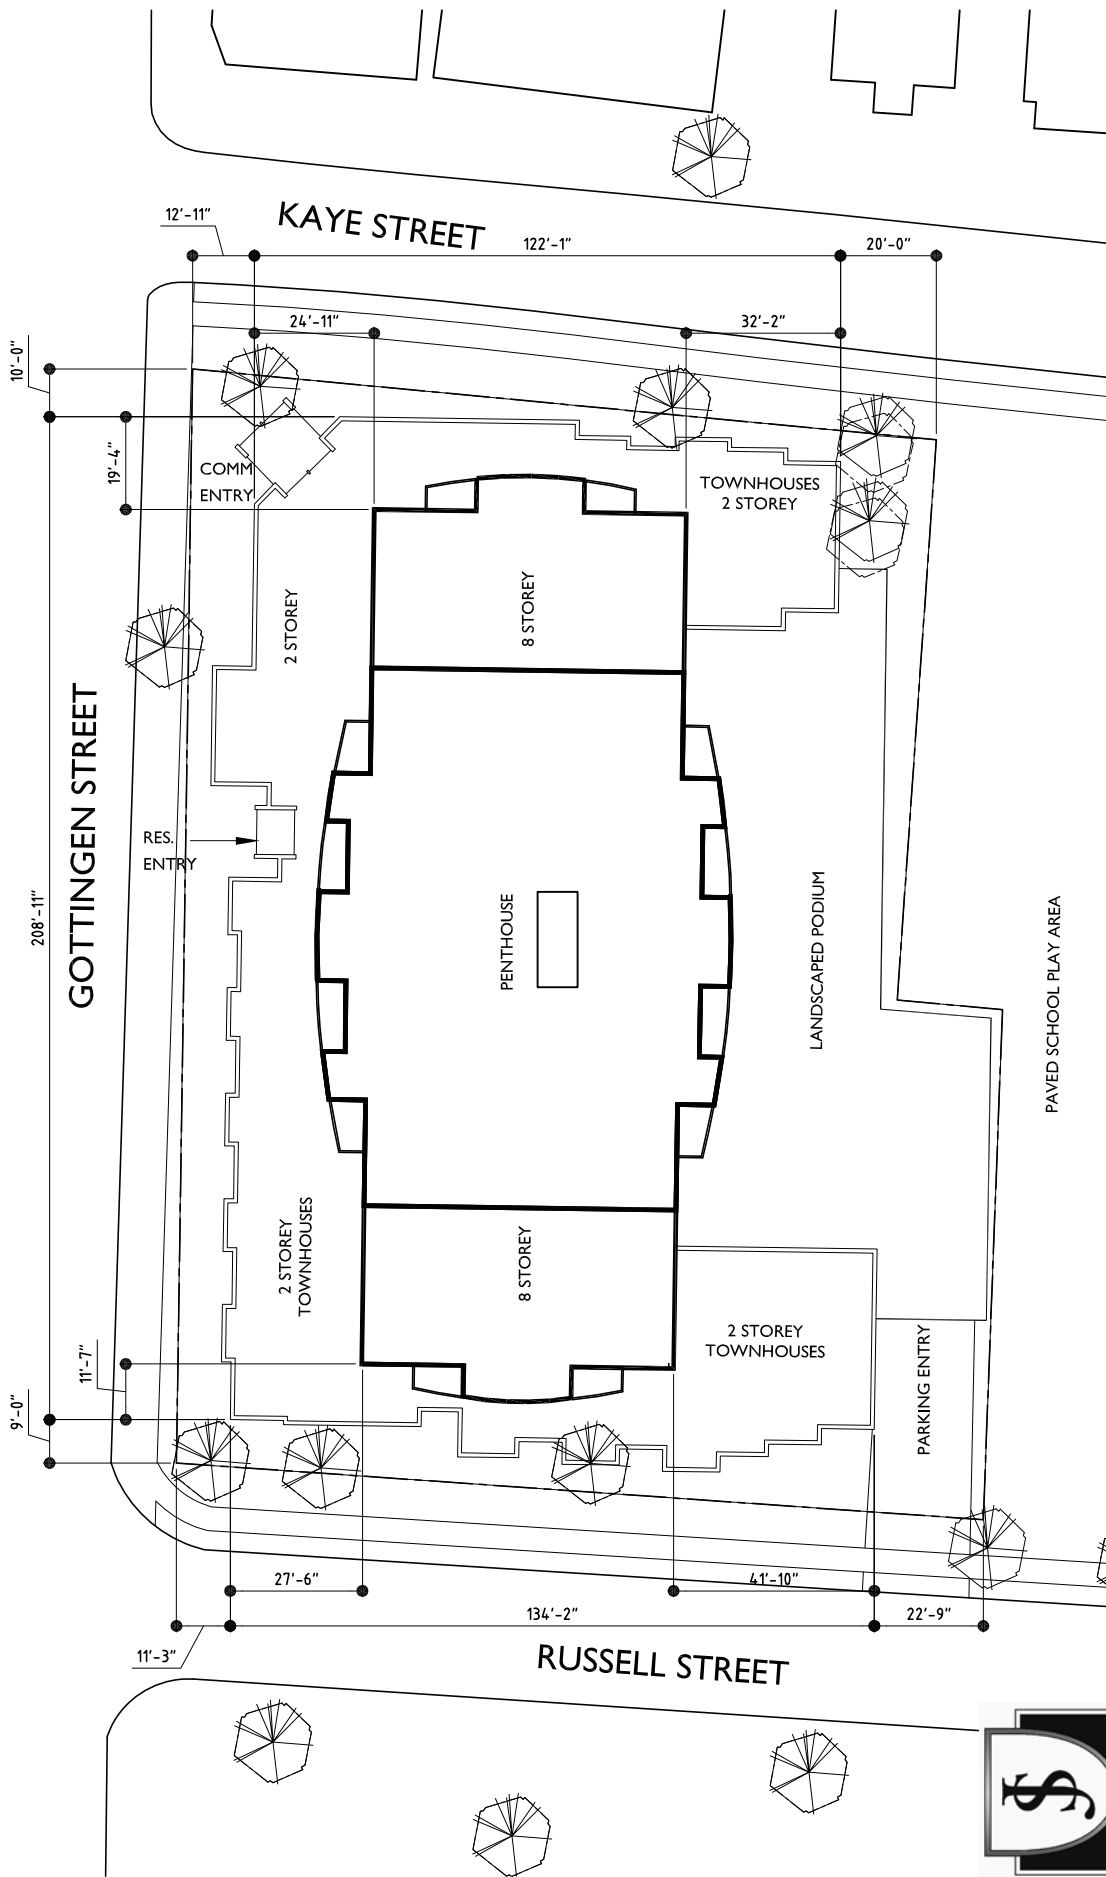 12'-11"
KAYE STREET
122'-1"
20'-0"
24'-11"
32'-2"
10'-0"
19'-4"
COMM
ENTRY
TOWNHOUSES
2 STOREY
2 STOREY
8 STOREY
GOTTINGEN STREET
RES.
ENTRY
208'-11"
PENTHOUSE
LANDSCAPED PODIUM
PAVED SCHOOL PLAY AREA
2 STOREY
TOWNHOUSES
8 STOREY
2 STOREY
TOWNHOUSES
PARKING ENTRY
11'-7"
9'-0"
27'-6"
41'-10"
134'-2"
22'-9"
11'-3"
RUSSELL STREET